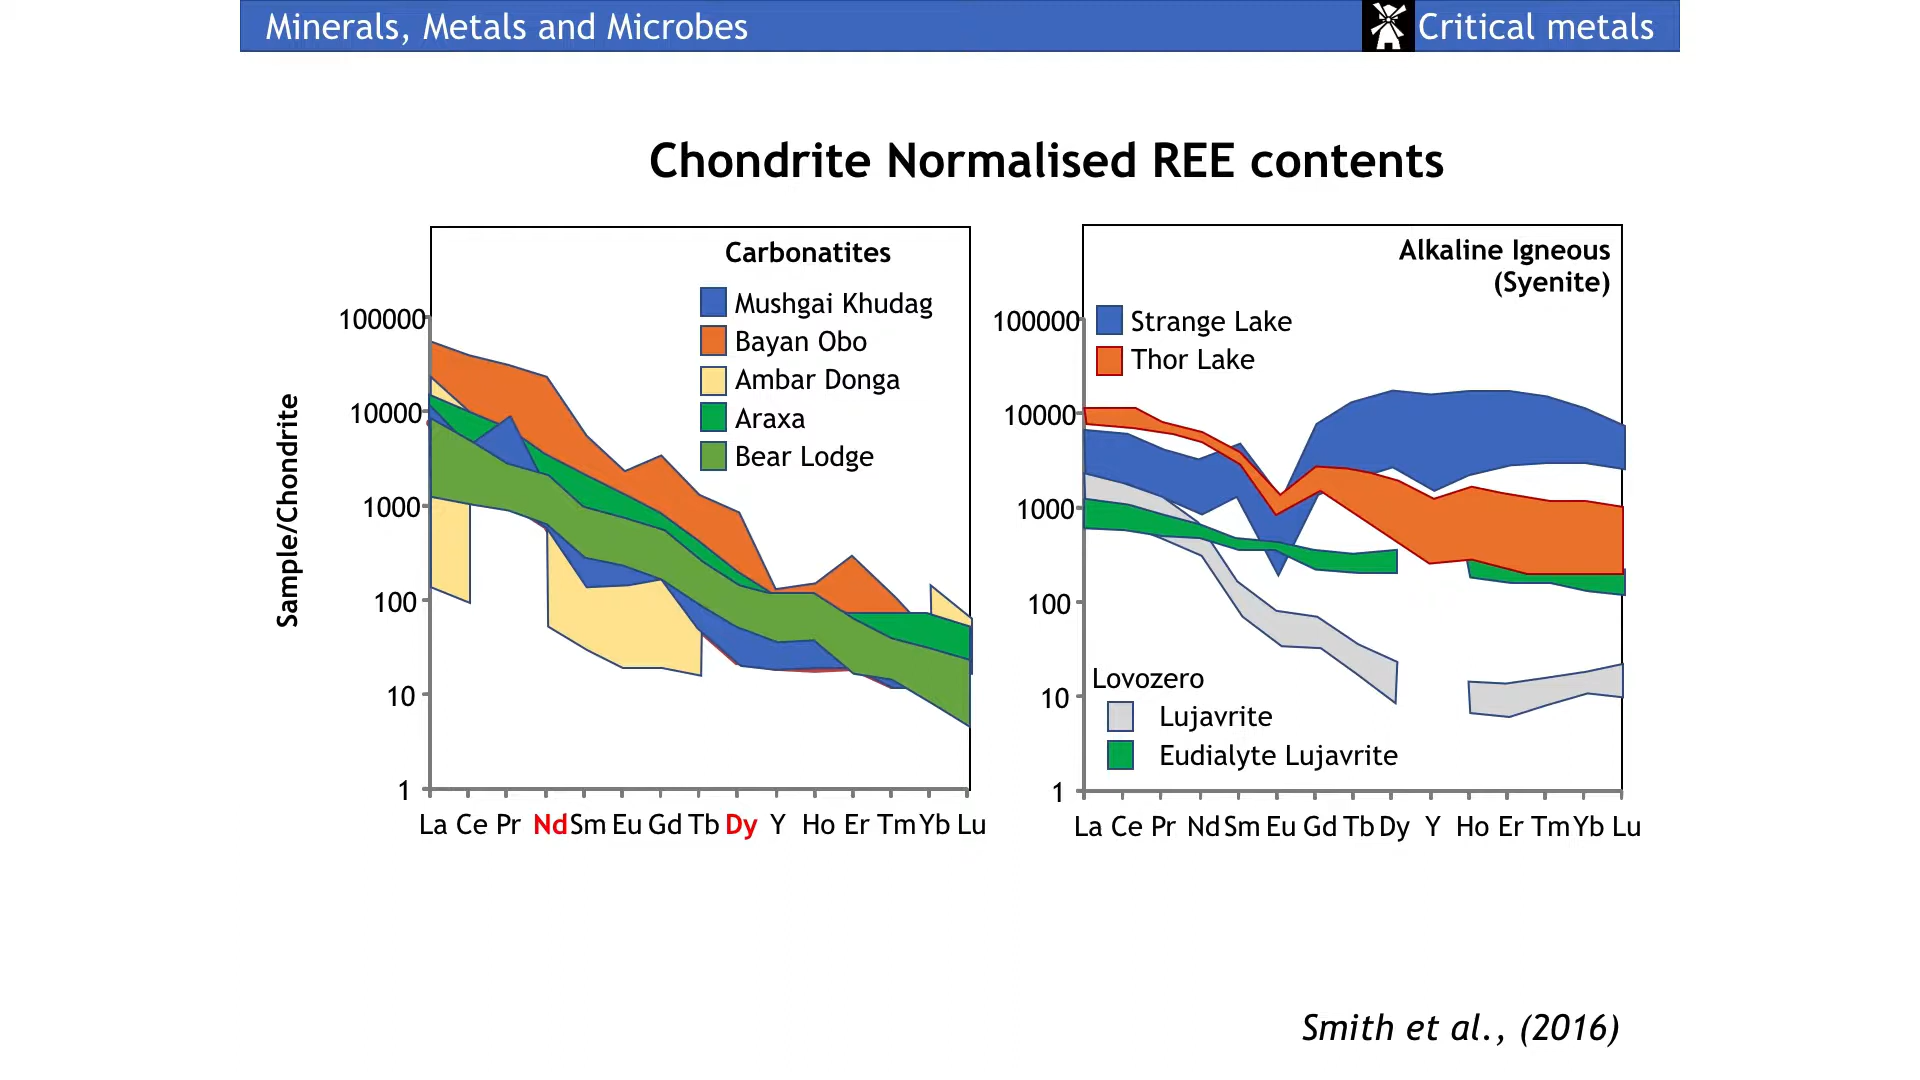 Minerals, Metals and Microbes
Critical metals
Chondrite Normalised REE contents
Sample/Chondrite
Carbonatites
Mushgai Khudag
Bayan Obo
Ambar Donga
Araxa
Bear Lodge
100000
10000
1000
100
10
1
La Ce Pr Nd Sm Eu Gd Tb Dy Y Ho Er Tm Yb Lu
Alkaline Igneous
(Syenite)
Strange Lake
Thor Lake
100000
10000
1000
100
10
1
Lovozero
Lujavrite
Eudialyte Lujavrite
La Ce Pr Nd Sm Eu Gd Tb Dy Y Ho Er Tm Yb Lu
Smith et al., (2016)